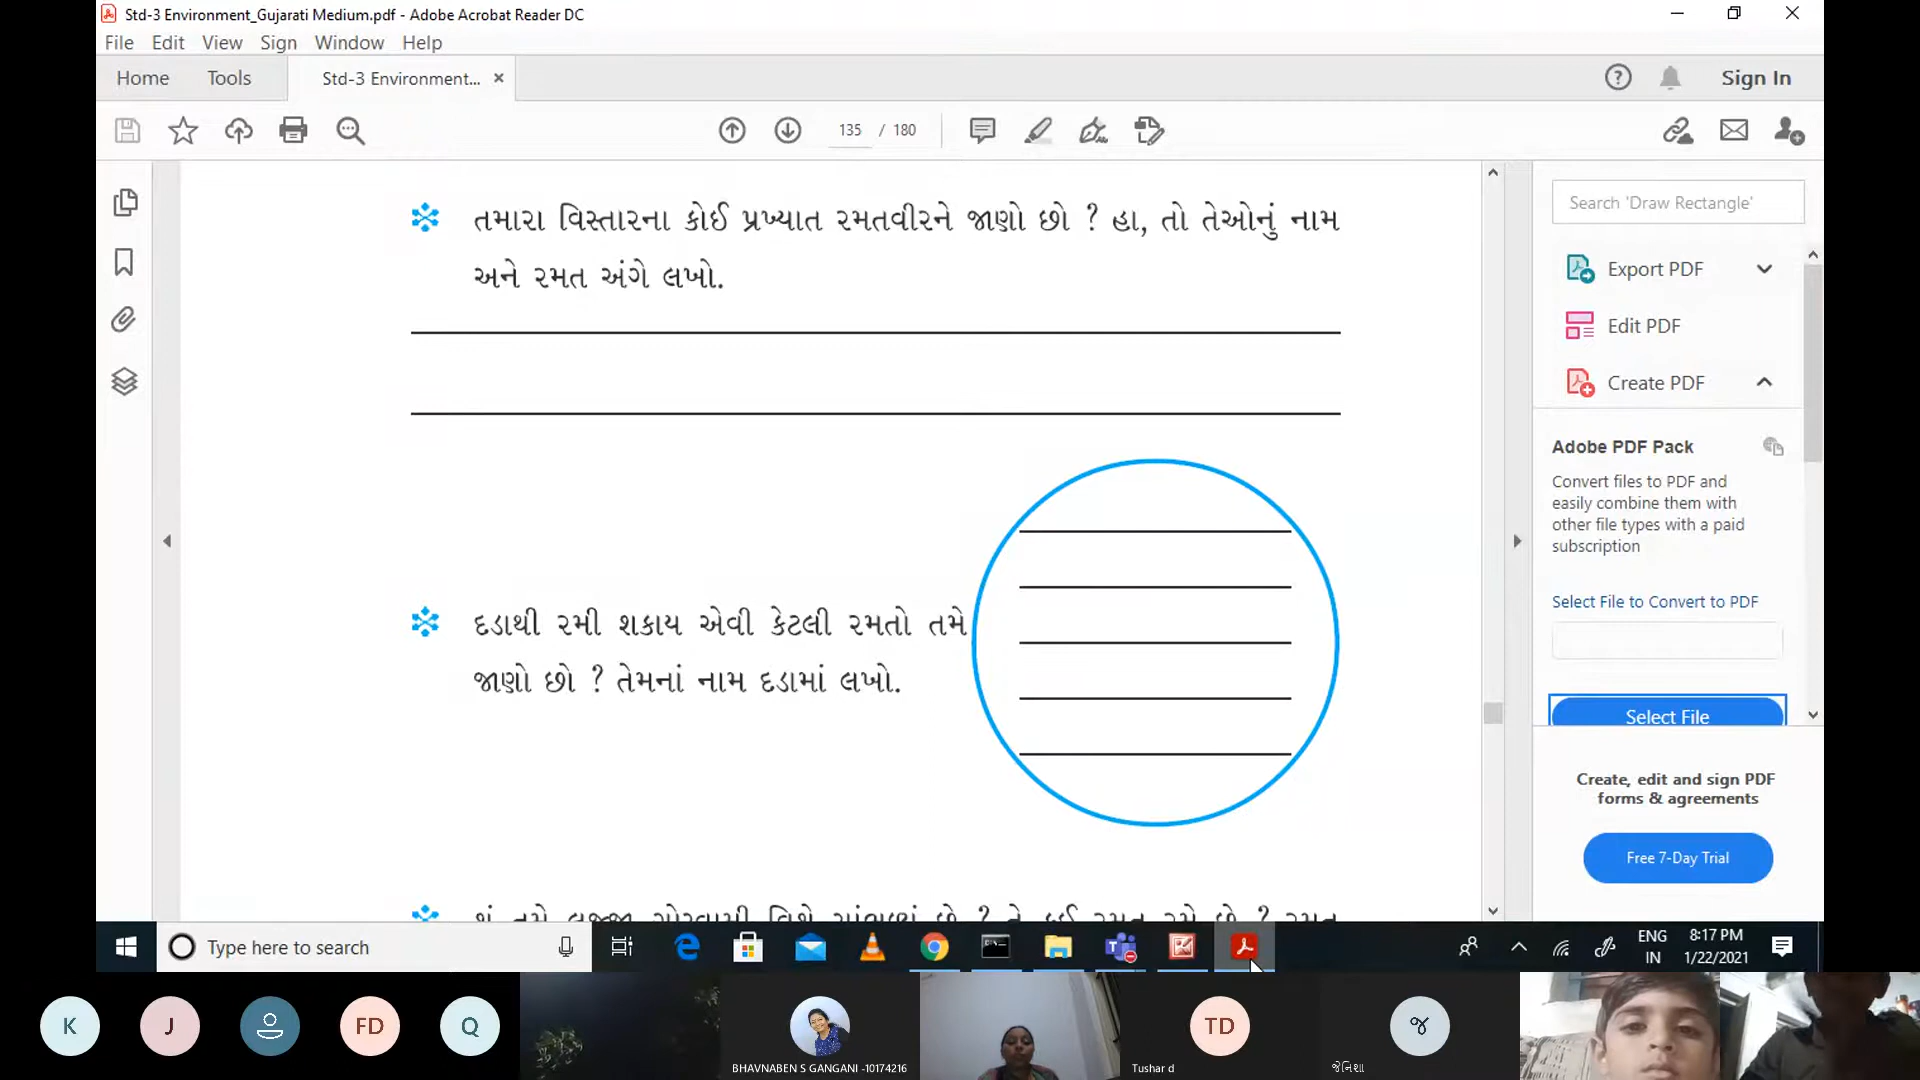 Std-3 Environment_Gujarati Medium.pdf - Adobe Acrobat Reader DC
File Edit View Sign Window Help
Home Tools Std-3 Environment... ×
Sign In
135 / 180
તમારા વિસ્તારના કોઈ પ્રખ્યાત રમતવીરને જાણો છો ? હા, તો તેઓનું નામ
અને રમત અંગે લખો.
દડાથી રમી શકાય એવી કેટલી રમતો તમે
જાણો છો ? તેમનાં નામ દડામાં લખો.
Search 'Draw Rectangle'
Export PDF
Edit PDF
Create PDF
Adobe PDF Pack
Convert files to PDF and
easily combine them with
other file types with a paid
subscription
Select File to Convert to PDF
Select File
Create, edit and sign PDF
forms & agreements
Free 7-Day Trial
Type here to search
ENG
IN
8:17 PM
1/22/2021
K J FD Q TD જ
BHAVNABEN S GANGANI -10174216
Tushar d
જેનિશા